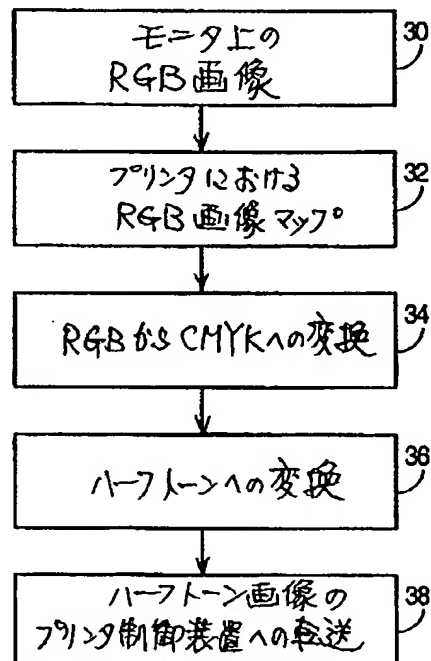 モニタ上の
RGB画像
30
プリンタにおける
RGB画像マップ
32
RGBからCMYKへの変換
34
ハーフトーンへの変換
36
ハーフトーン画像の
プリンタ制御装置への転送
38